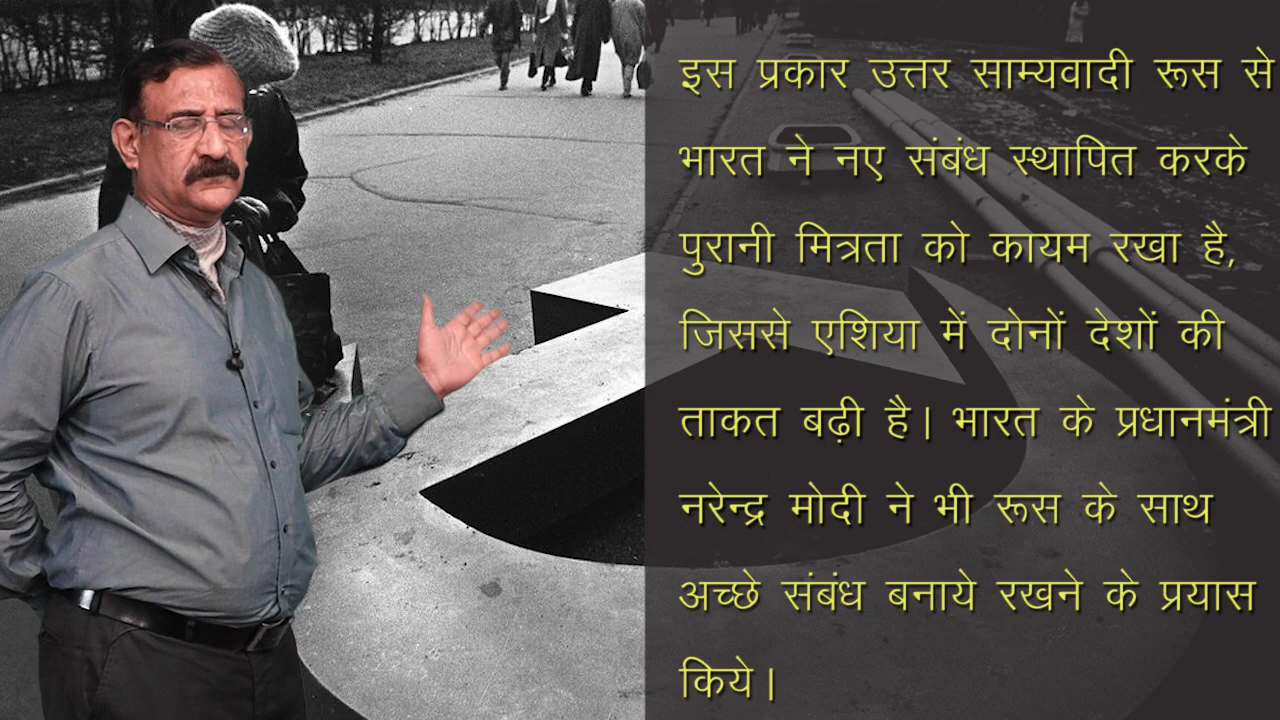 इस प्रकार उत्तर साम्यवादी रूस से
भारत ने नए संबंध स्थापित करके
पुरानी मित्रता को कायम रखा है,
जिससे एशिया में दोनों देशों की
ताकत बढ़ी है। भारत के प्रधानमंत्री
नरेन्द्र मोदी ने भी रूस के साथ
अच्छे संबंध बनाये रखने के प्रयास
किये।